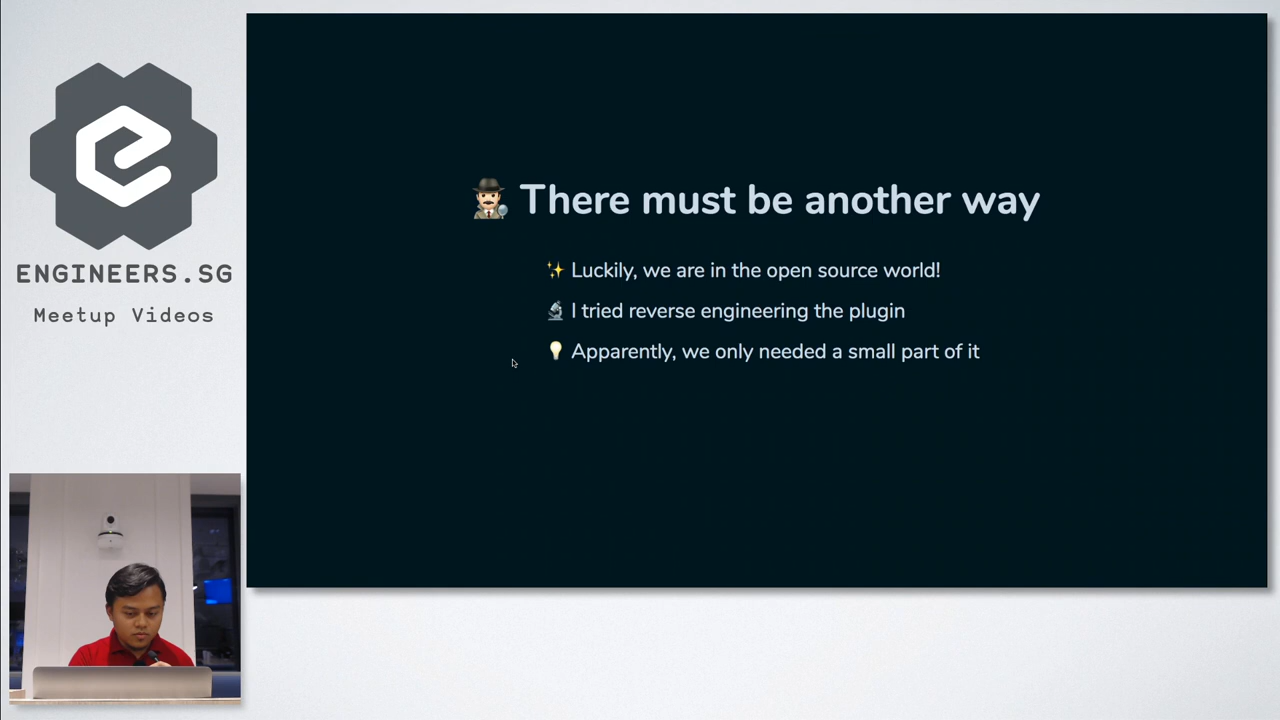 ENGINEERS.SG
Meetup Videos
🕵🏻‍♂️ There must be another way
✨ Luckily, we are in the open source world!
🔬 I tried reverse engineering the plugin
💡 Apparently, we only needed a small part of it